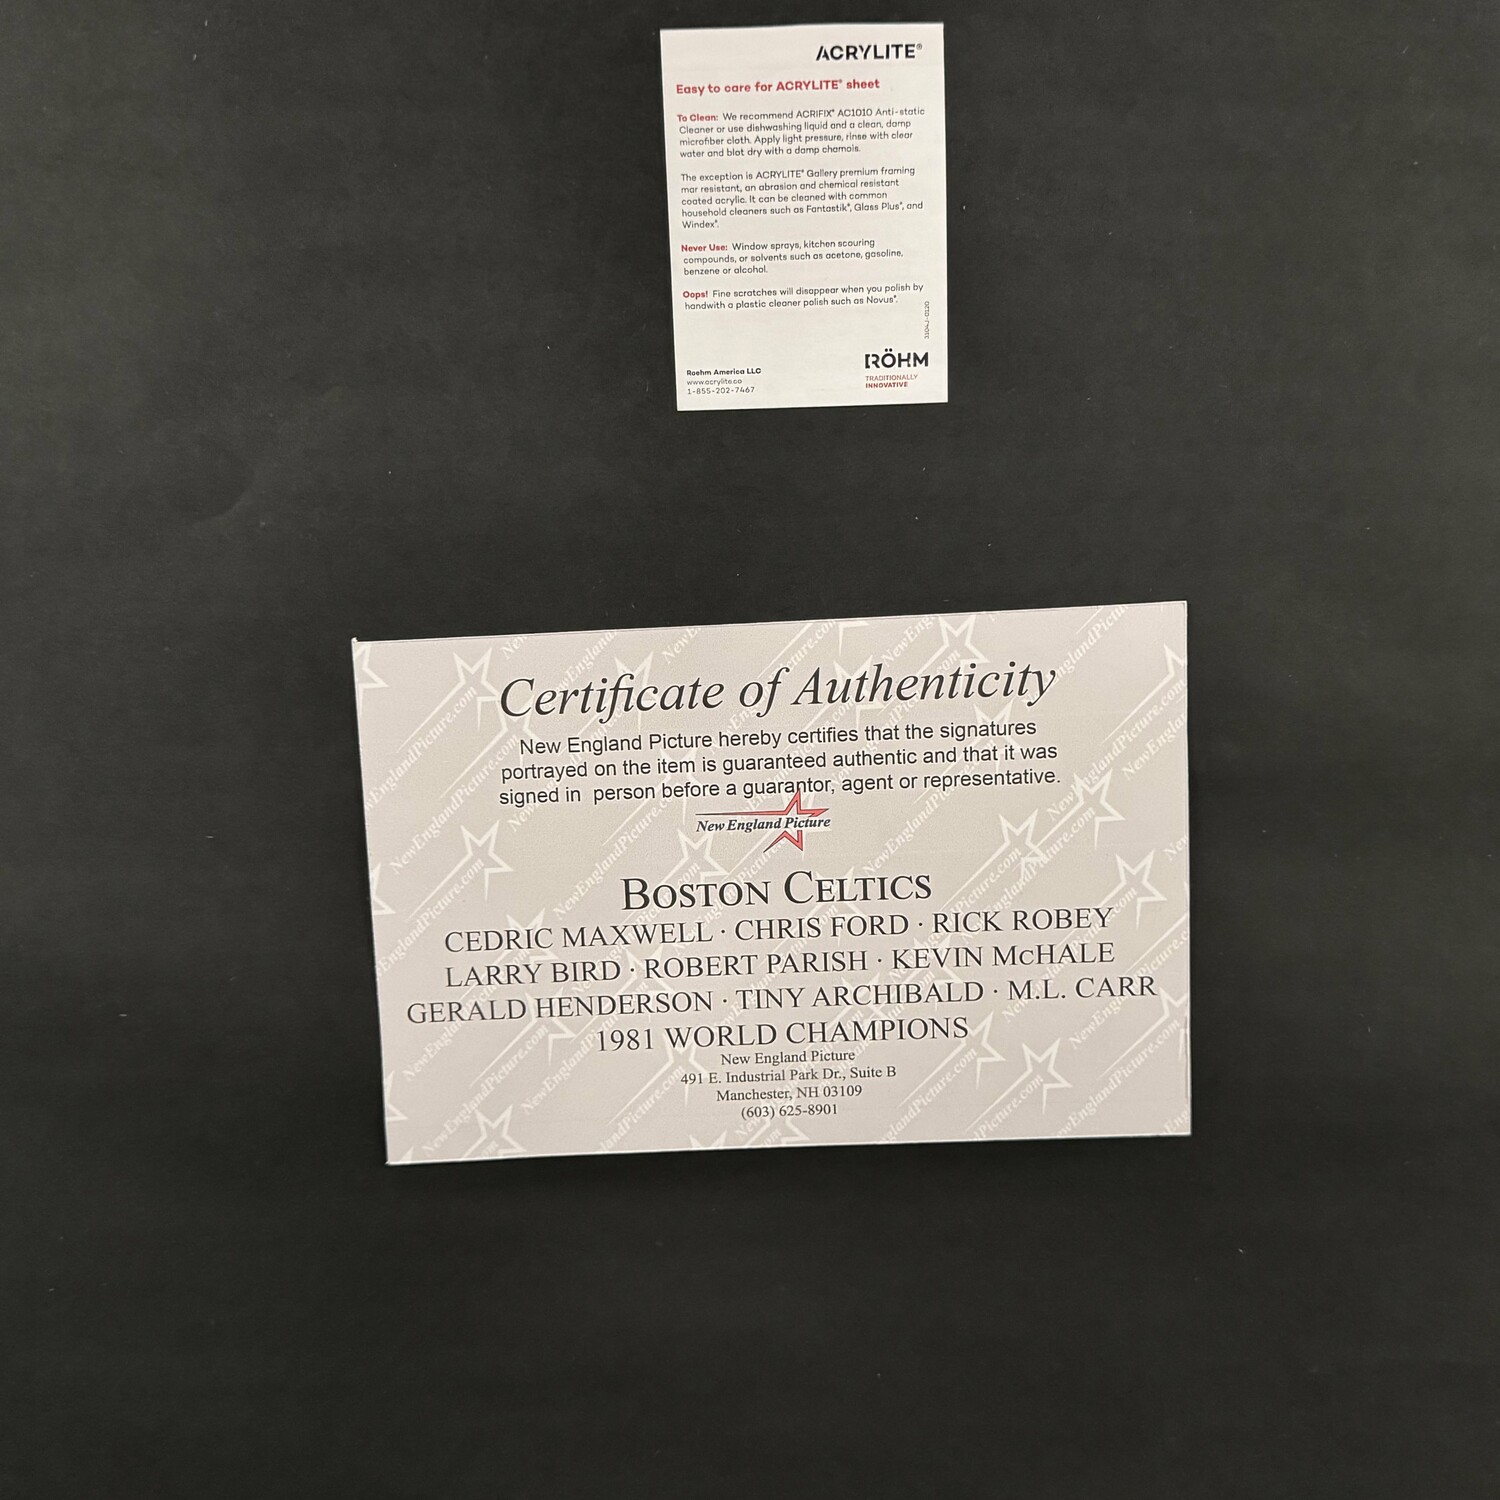 ACRYLITE®
Easy to care for ACRYLITE® sheet
To Clean: We recommend ACRIFIX® AC1010 Anti-static
Cleaner or use dishwashing liquid and a clean, damp
microfiber cloth. Apply light pressure, rinse with clear
water and blot dry with a damp chamois.
The exception is ACRYLITE® Gallery premium framing
mar resistant, an abrasion and chemical resistant
coated acrylic. It can be cleaned with common
household cleaners such as Fantastik®, Glass Plus®, and
Windex®.
Never Use: Window sprays, kitchen scouring
compounds, or solvents such as acetone, gasoline,
benzene or alcohol.
Oops! Fine scratches will disappear when you polish by
handwith a plastic cleaner polish such as Novus®.
3104J-0120
Roehm America LLC
www.acrylite.co
1-855-202-7467
RÖHM
TRADITIONALLY
INNOVATIVE
Certificate of Authenticity
New England Picture hereby certifies that the signatures
portrayed on the item is guaranteed authentic and that it was
signed in person before a guarantor, agent or representative.
New England Picture
BOSTON CELTICS
CEDRIC MAXWELL · CHRIS FORD · RICK ROBEY
LARRY BIRD · ROBERT PARISH · KEVIN McHALE
GERALD HENDERSON · TINY ARCHIBALD · M.L. CARR
1981 WORLD CHAMPIONS
New England Picture
491 E. Industrial Park Dr., Suite B
Manchester, NH 03109
(603) 625-8901